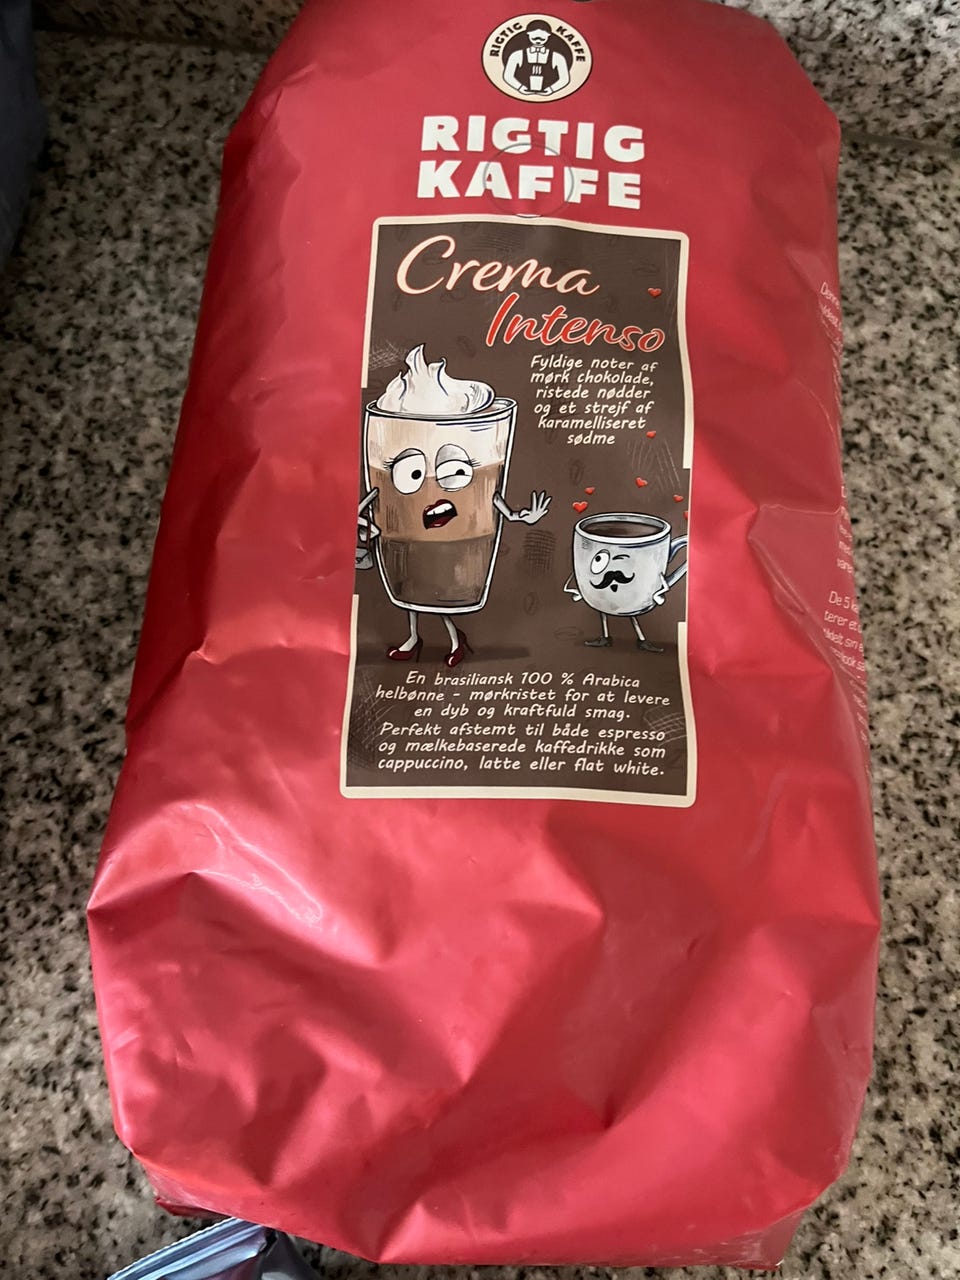 RIGTIG KAFFE
RIGTIG
KAFFE
Crema
Intenso
Fyldige noter af
mørk chokolade,
ristede nødder
og et strejf af
karamelliseret
sødme
En brasiliansk 100 % Arabica
helbønne - mørkristet for at levere
en dyb og kraftfuld smag.
Perfekt afstemt til både espresso
og mælkebaserede kaffedrikke som
cappuccino, latte eller flat white.
De 5